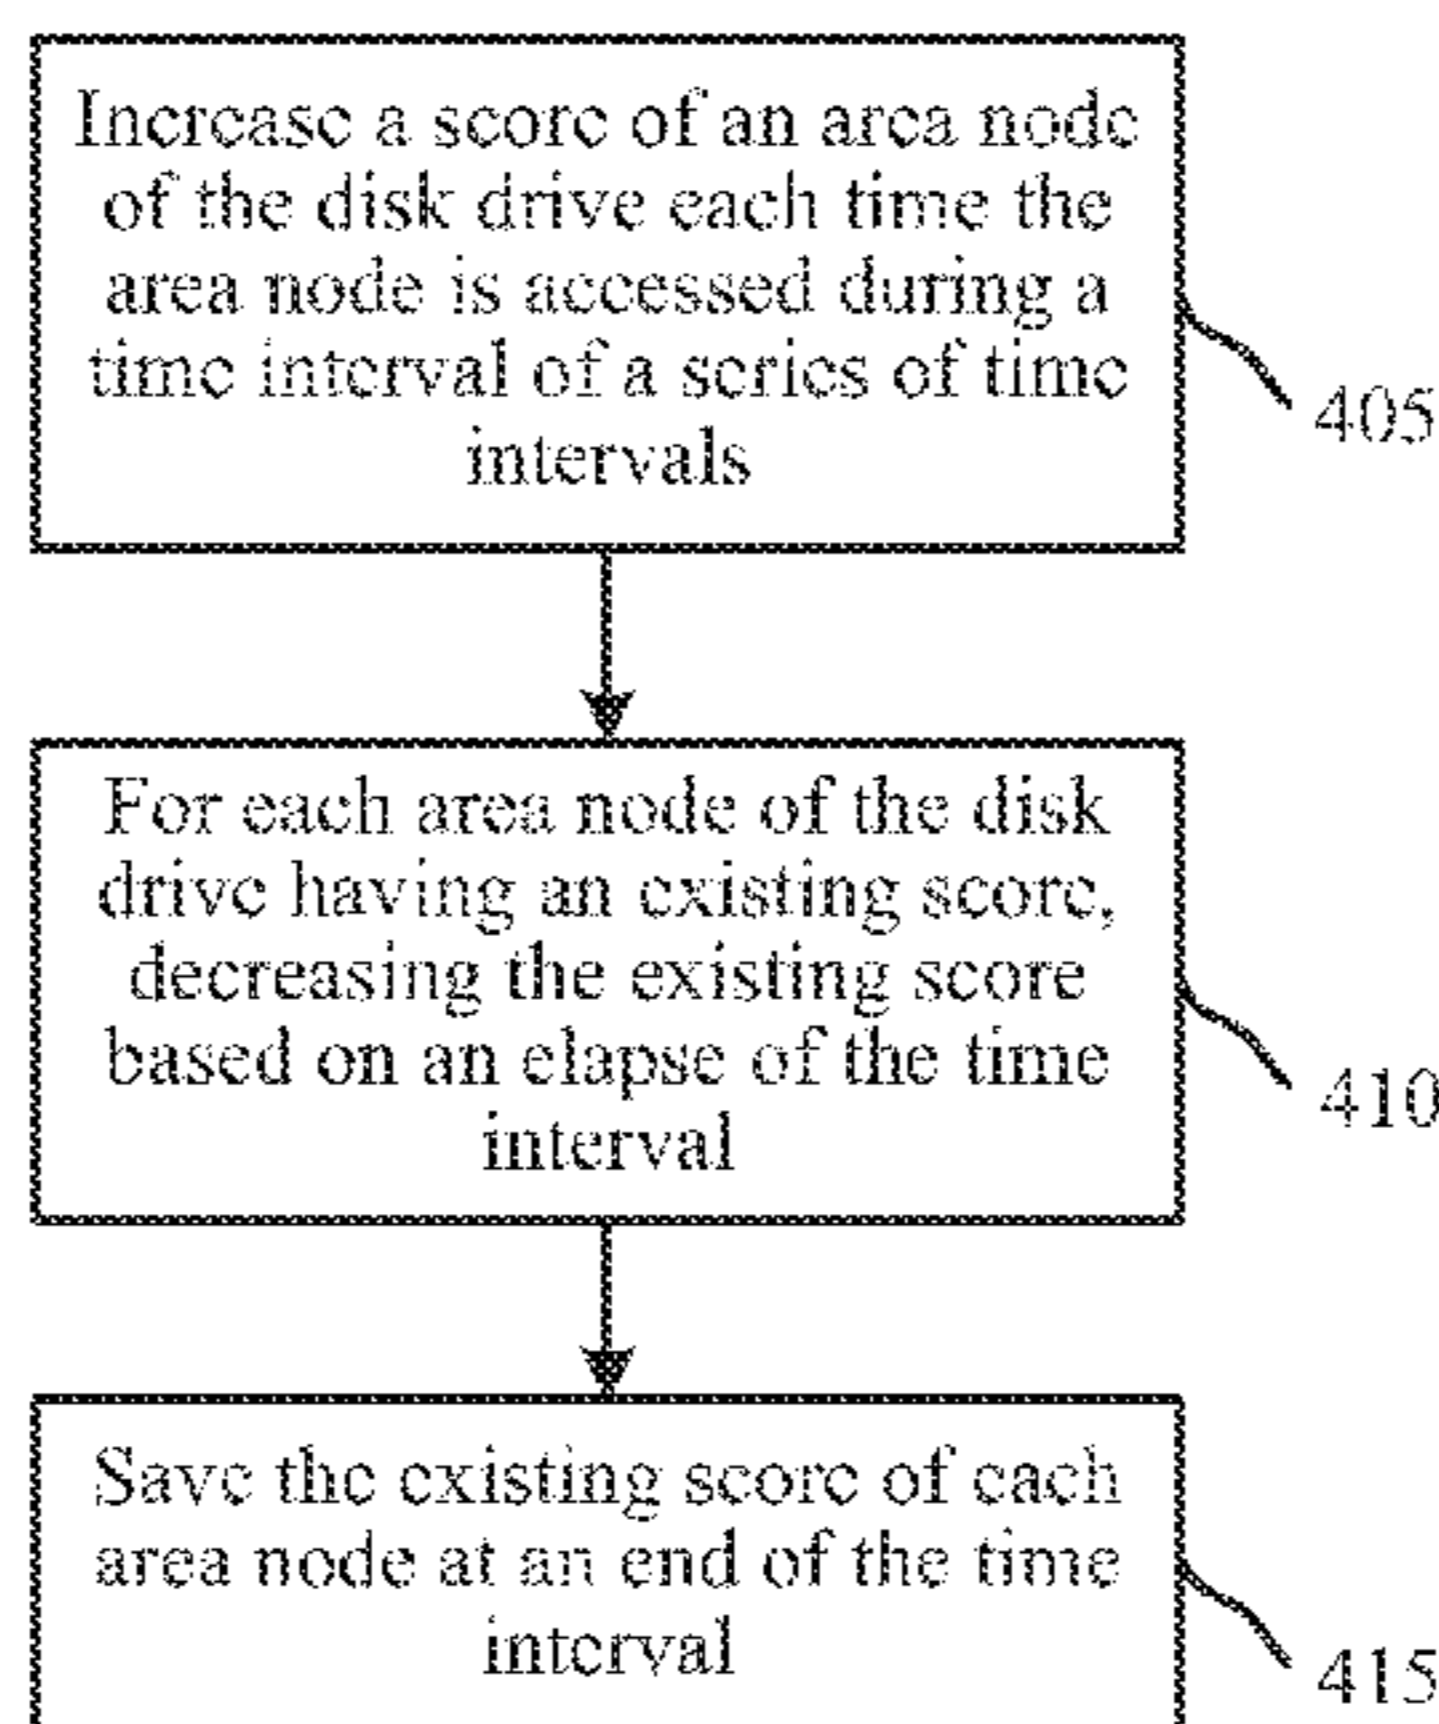 Increase a score of an area node
of the disk drive each time the
area node is accessed during a
time interval of a series of time
intervals
405
For each area node of the disk
drive having an existing score,
decreasing the existing score
based on an elapse of the time
interval
410
Save the existing score of each
area node at an end of the time
interval
415